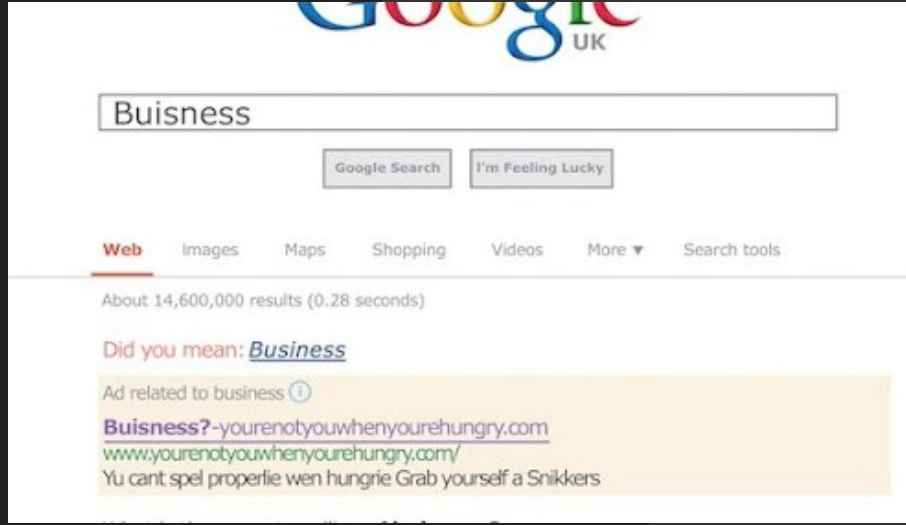 Google
UK
Buisness
Google Search I'm Feeling Lucky
Web Images Maps Shopping Videos More ▼ Search tools
About 14,600,000 results (0.28 seconds)
Did you mean: Business
Ad related to business ⓘ
Buisness?-yourenotyouwhenyourehungry.com
www.yourenotyouwhenyourehungry.com/
Yu cant spel properlie wen hungrie Grab yourself a Snikkers